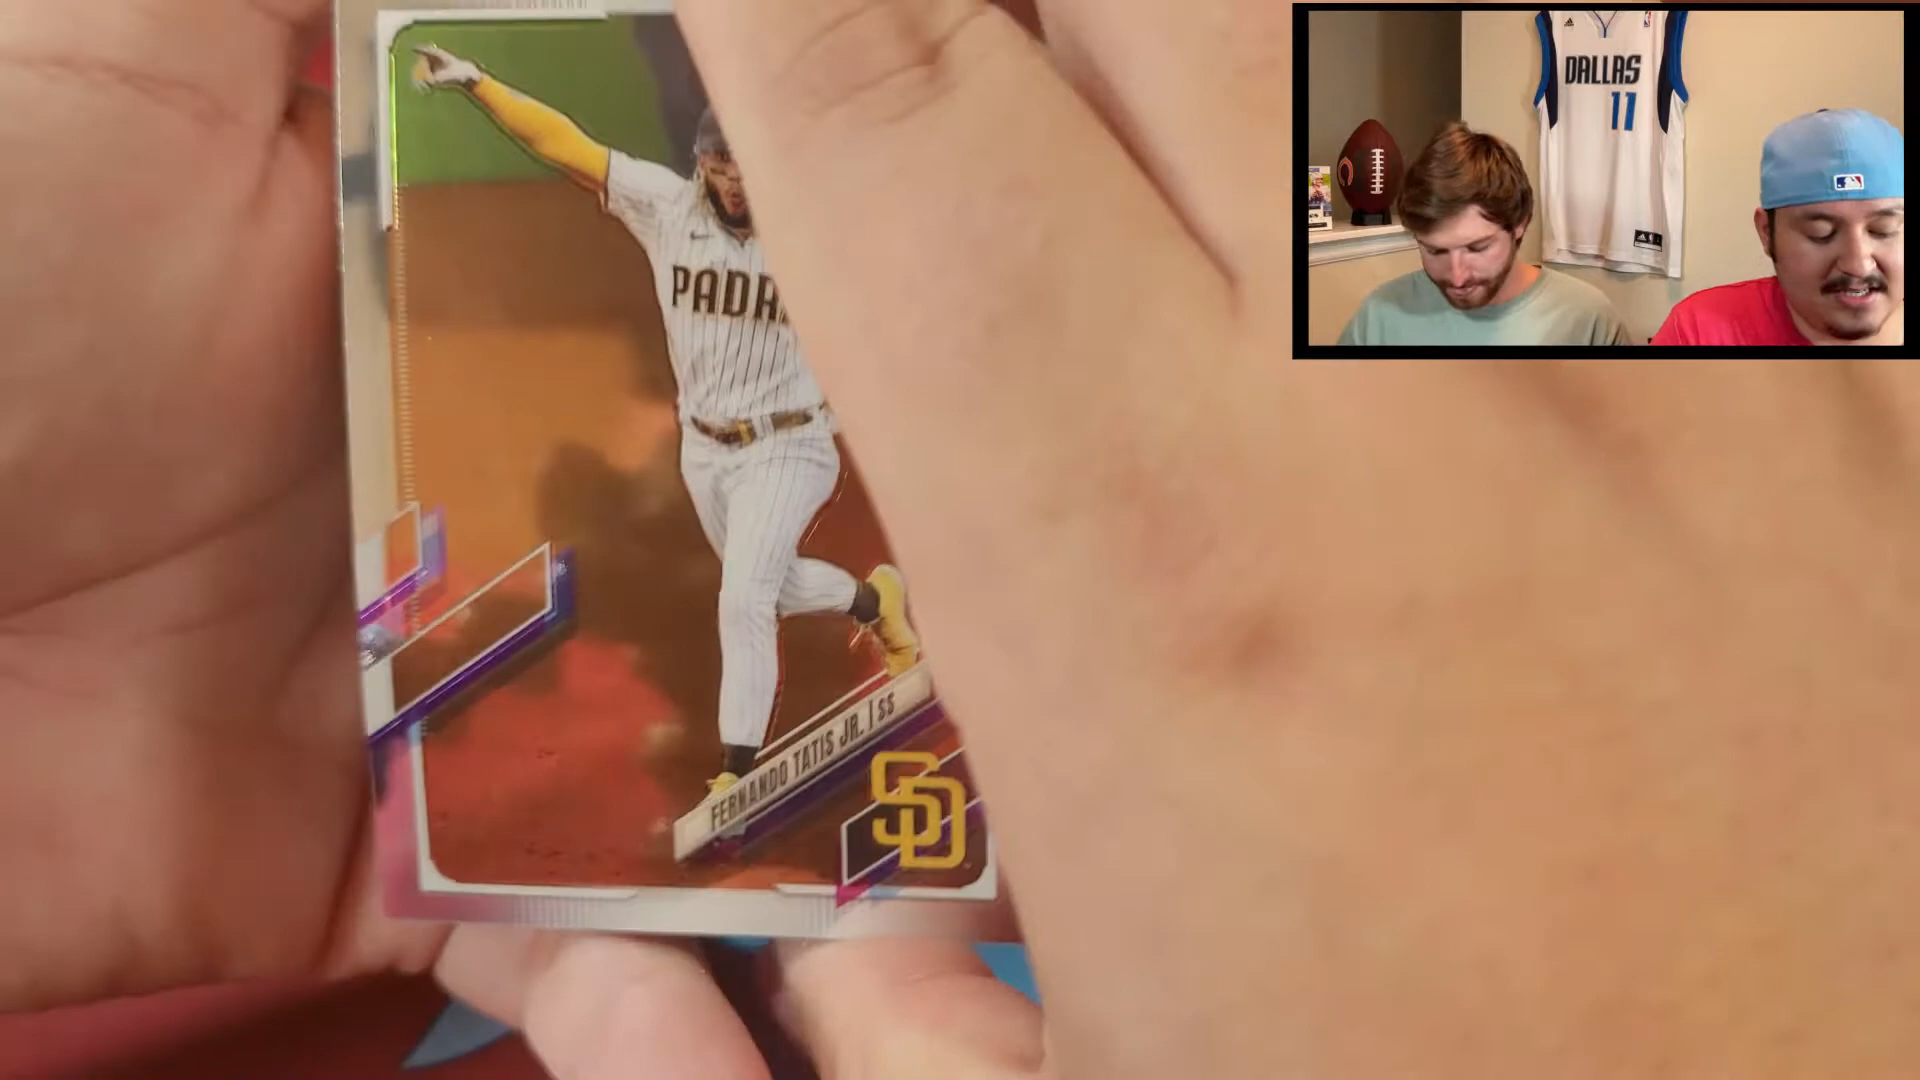 PADR
FERNANDO TATIS JR. | SS
SD
DALLAS
11